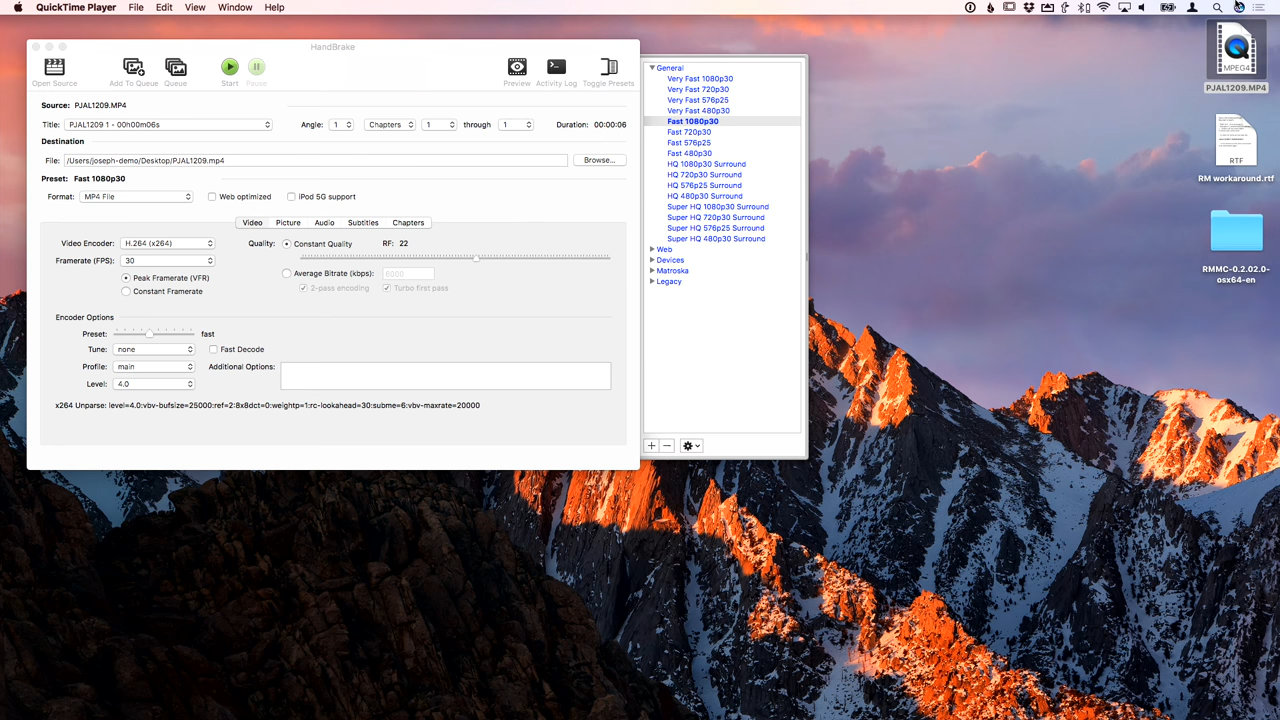 QuickTime Player File Edit View Window Help
HandBrake
Open Source Add To Queue Queue Start Pause Preview Activity Log Toggle Presets
Source: PJAL1209.MP4
Title: PJAL1209 1 - 00h00m06s Angle: 1 Chapters 1 through 1 Duration: 00:00:06
Destination
File: /Users/joseph-demo/Desktop/PJAL1209.mp4 Browse...
Preset: Fast 1080p30
Format: MP4 File Web optimized iPod 5G support
Video Picture Audio Subtitles Chapters
Video Encoder: H.264 (x264) Quality: Constant Quality RF: 22
Framerate (FPS): 30
Peak Framerate (VFR) Average Bitrate (kbps): 6000
Constant Framerate 2-pass encoding Turbo first pass
Encoder Options
Preset: fast
Tune: none Fast Decode
Profile: main Additional Options:
Level: 4.0
x264 Unparse: level=4.0:vbv-bufsize=25000:ref=2:8x8dct=0:weightp=1:rc-lookahead=30:subme=6:vbv-maxrate=20000
General
Very Fast 1080p30
Very Fast 720p30
Very Fast 576p25
Very Fast 480p30
Fast 1080p30
Fast 720p30
Fast 576p25
Fast 480p30
HQ 1080p30 Surround
HQ 720p30 Surround
HQ 576p25 Surround
HQ 480p30 Surround
Super HQ 1080p30 Surround
Super HQ 720p30 Surround
Super HQ 576p25 Surround
Super HQ 480p30 Surround
Web
Devices
Matroska
Legacy
MPEG4
PJAL1209.MP4
RTF
RM workaround.rtf
RMMC-0.2.02.0-
osx64-en